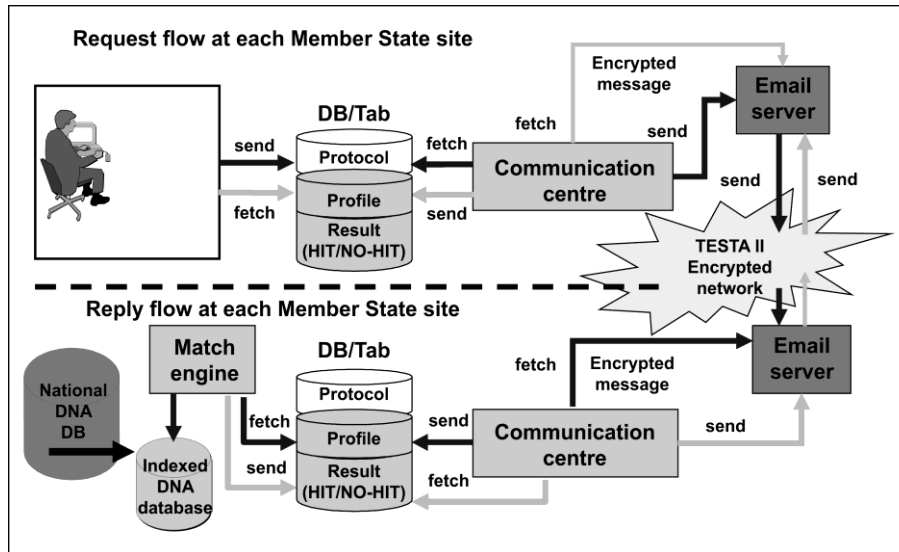 Request flow at each Member State site
Encrypted
message
Email
server
DB/Tab
fetch
send
send
fetch
Protocol
Communication
centre
fetch
Profile
send
Result
(HIT/NO-HIT)
send
send
TESTA II
Encrypted
network
Reply flow at each Member State site
Match
engine
DB/Tab
fetch
Encrypted
message
Email
server
National
DNA
DB
Protocol
fetch
Profile
send
Communication
centre
send
Indexed
DNA
database
send
Result
(HIT/NO-HIT)
fetch